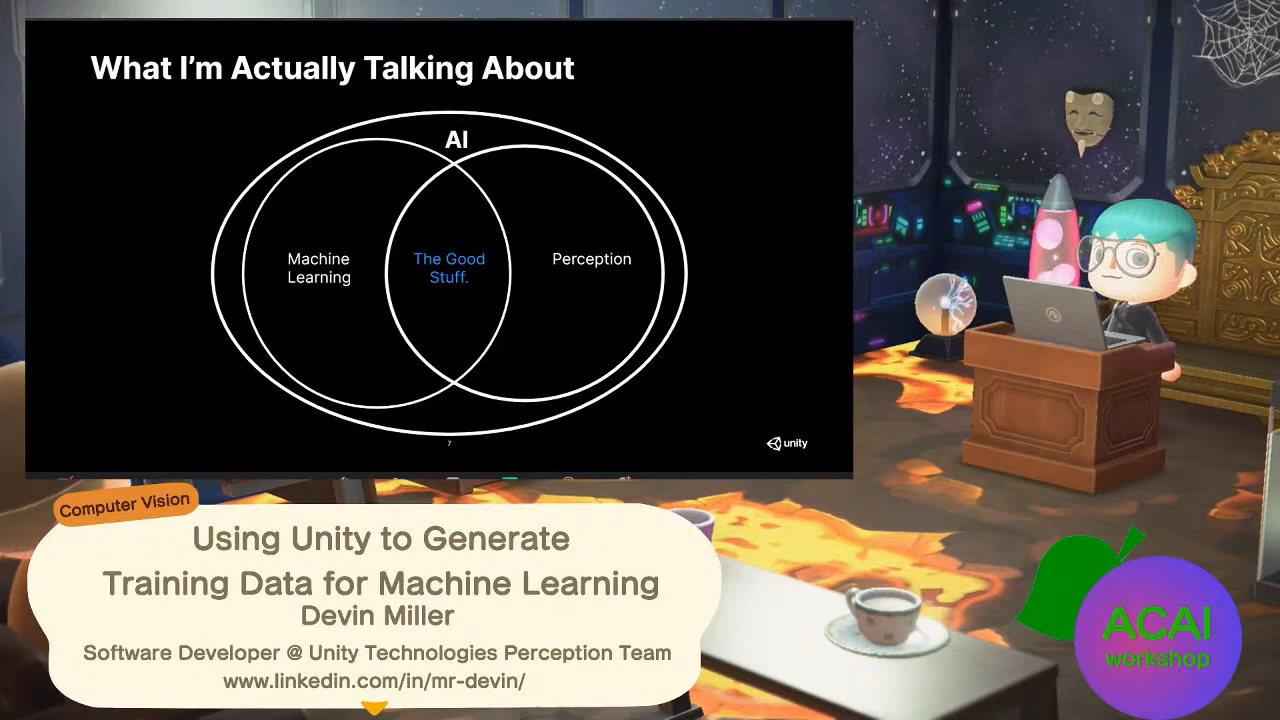 What I'm Actually Talking About
AI
Machine
Learning
The Good
Stuff.
Perception
7
unity
Computer Vision
Using Unity to Generate
Training Data for Machine Learning
Devin Miller
Software Developer @ Unity Technologies Perception Team
www.linkedin.com/in/mr-devin/
ACAI
workshop